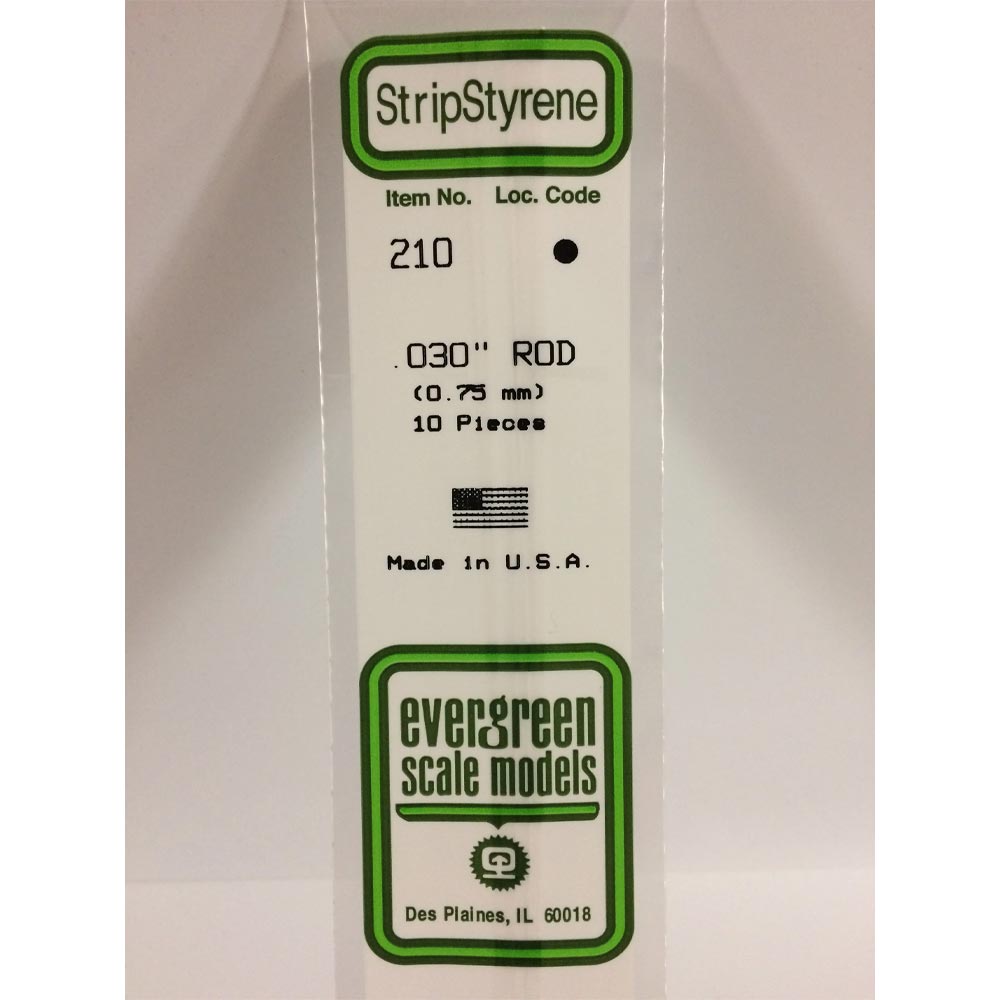 StripStyrene
Item No. Loc. Code
210
.030" ROD
(0.75 mm)
10 Pieces
Made in U.S.A.
evergreen
scale models
Des Plaines, IL 60018